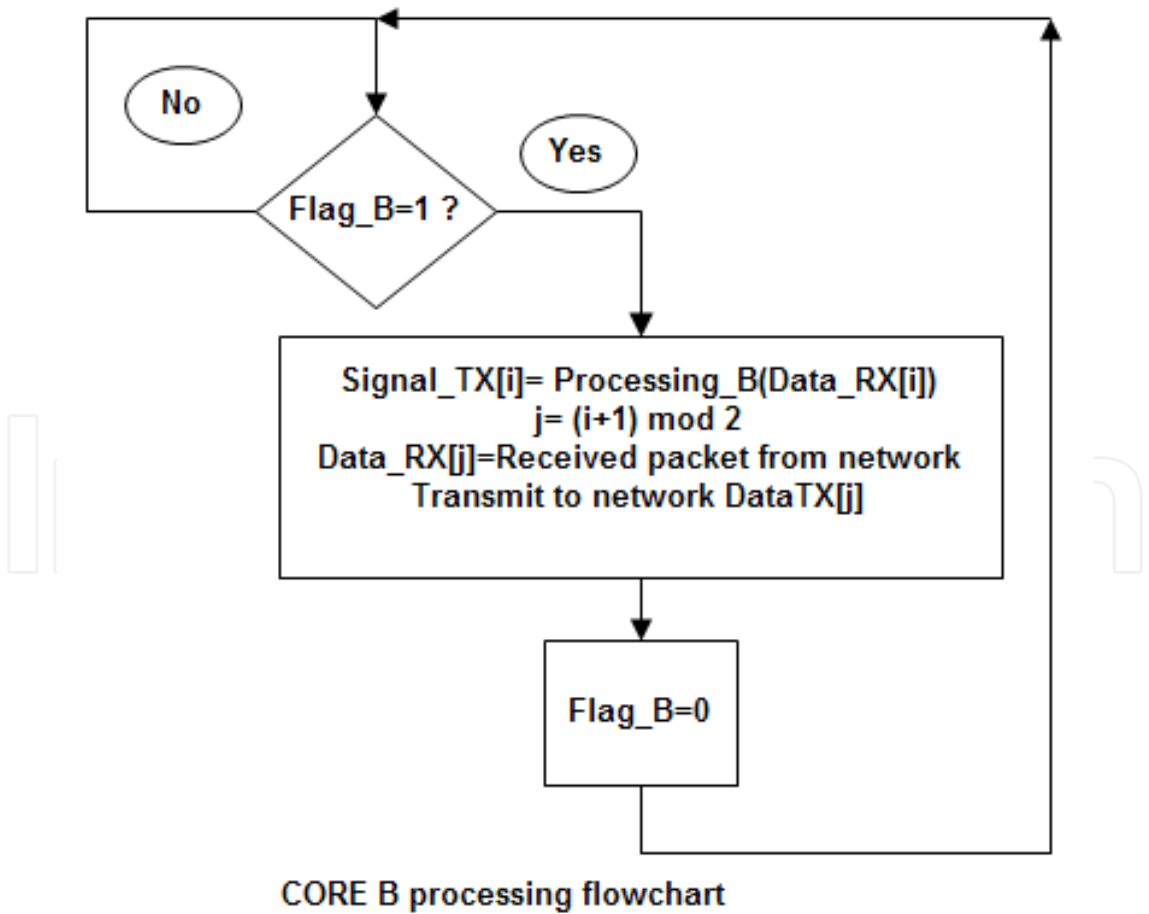 No
Yes
Flag_B=1 ?
Signal_TX[i]= Processing_B(Data_RX[i])
j= (i+1) mod 2
Data_RX[j]=Received packet from network
Transmit to network DataTX[j]
Flag_B=0
CORE B processing flowchart